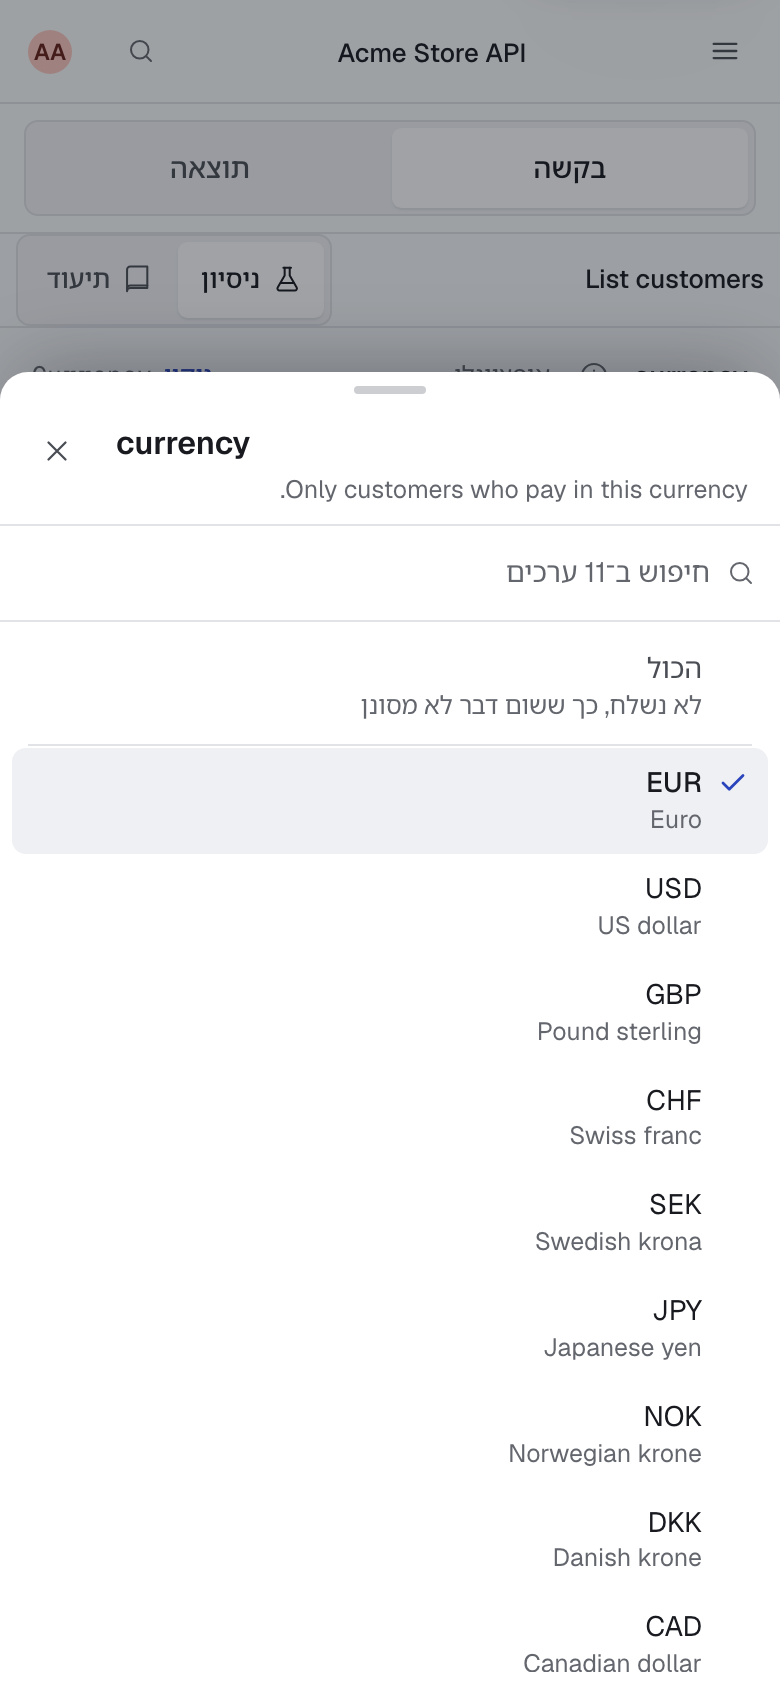 AA
Acme Store API
בקשה
תוצאה
List customers
ניסיון
תיעוד
currency
Only customers who pay in this currency.
חיפוש ב־11 ערכים
הכול
לא נשלח, כך ששום דבר לא מסונן
EUR
Euro
USD
US dollar
GBP
Pound sterling
CHF
Swiss franc
SEK
Swedish krona
JPY
Japanese yen
NOK
Norwegian krone
DKK
Danish krone
CAD
Canadian dollar